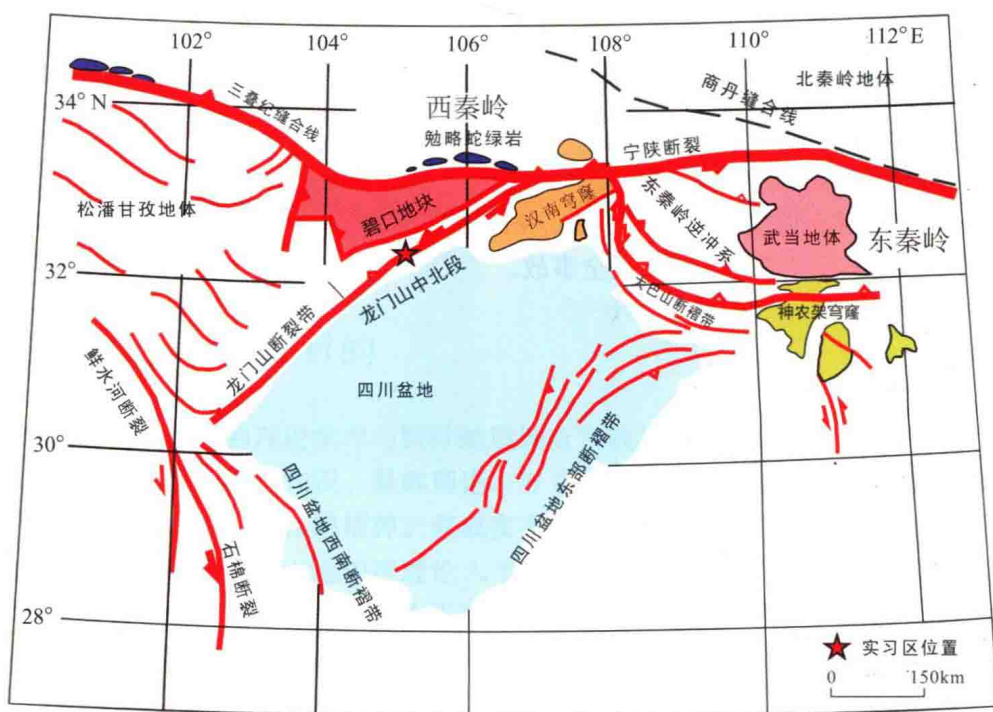 102°
104°
106°
108°
110°
112°E
34°N
32°
30°
28°
三叠纪缝合线
西秦岭
勉略蛇绿岩
北秦岭地体
商丹缝合线
宁陕断裂
松潘甘孜地体
碧口地块
汉南穹窿
东秦岭逆冲系
武当地体
东秦岭
龙门山中北段
大巴山断褶带
神农架穹窿
龙门山断裂带
四川盆地
鲜水河断裂
四川盆地西南断褶带
四川盆地东部断褶带
石棉断裂
实习区位置
0 150km